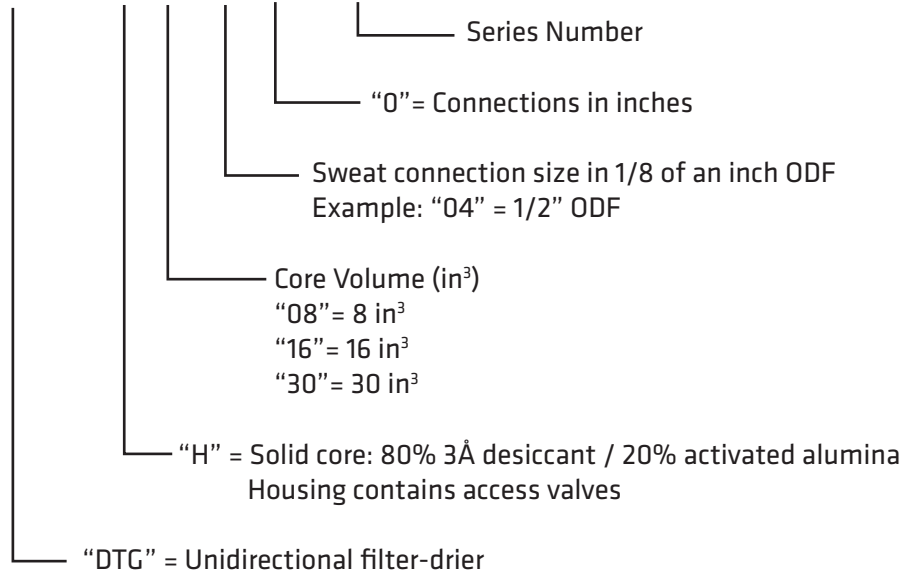 Series Number
“0”= Connections in inches
Sweat connection size in 1/8 of an inch ODF
Example: “04” = 1/2” ODF
Core Volume (in³)
“08”= 8 in³
“16”= 16 in³
“30”= 30 in³
“H” = Solid core: 80% 3Å desiccant / 20% activated alumina
Housing contains access valves
“DTG” = Unidirectional filter-drier